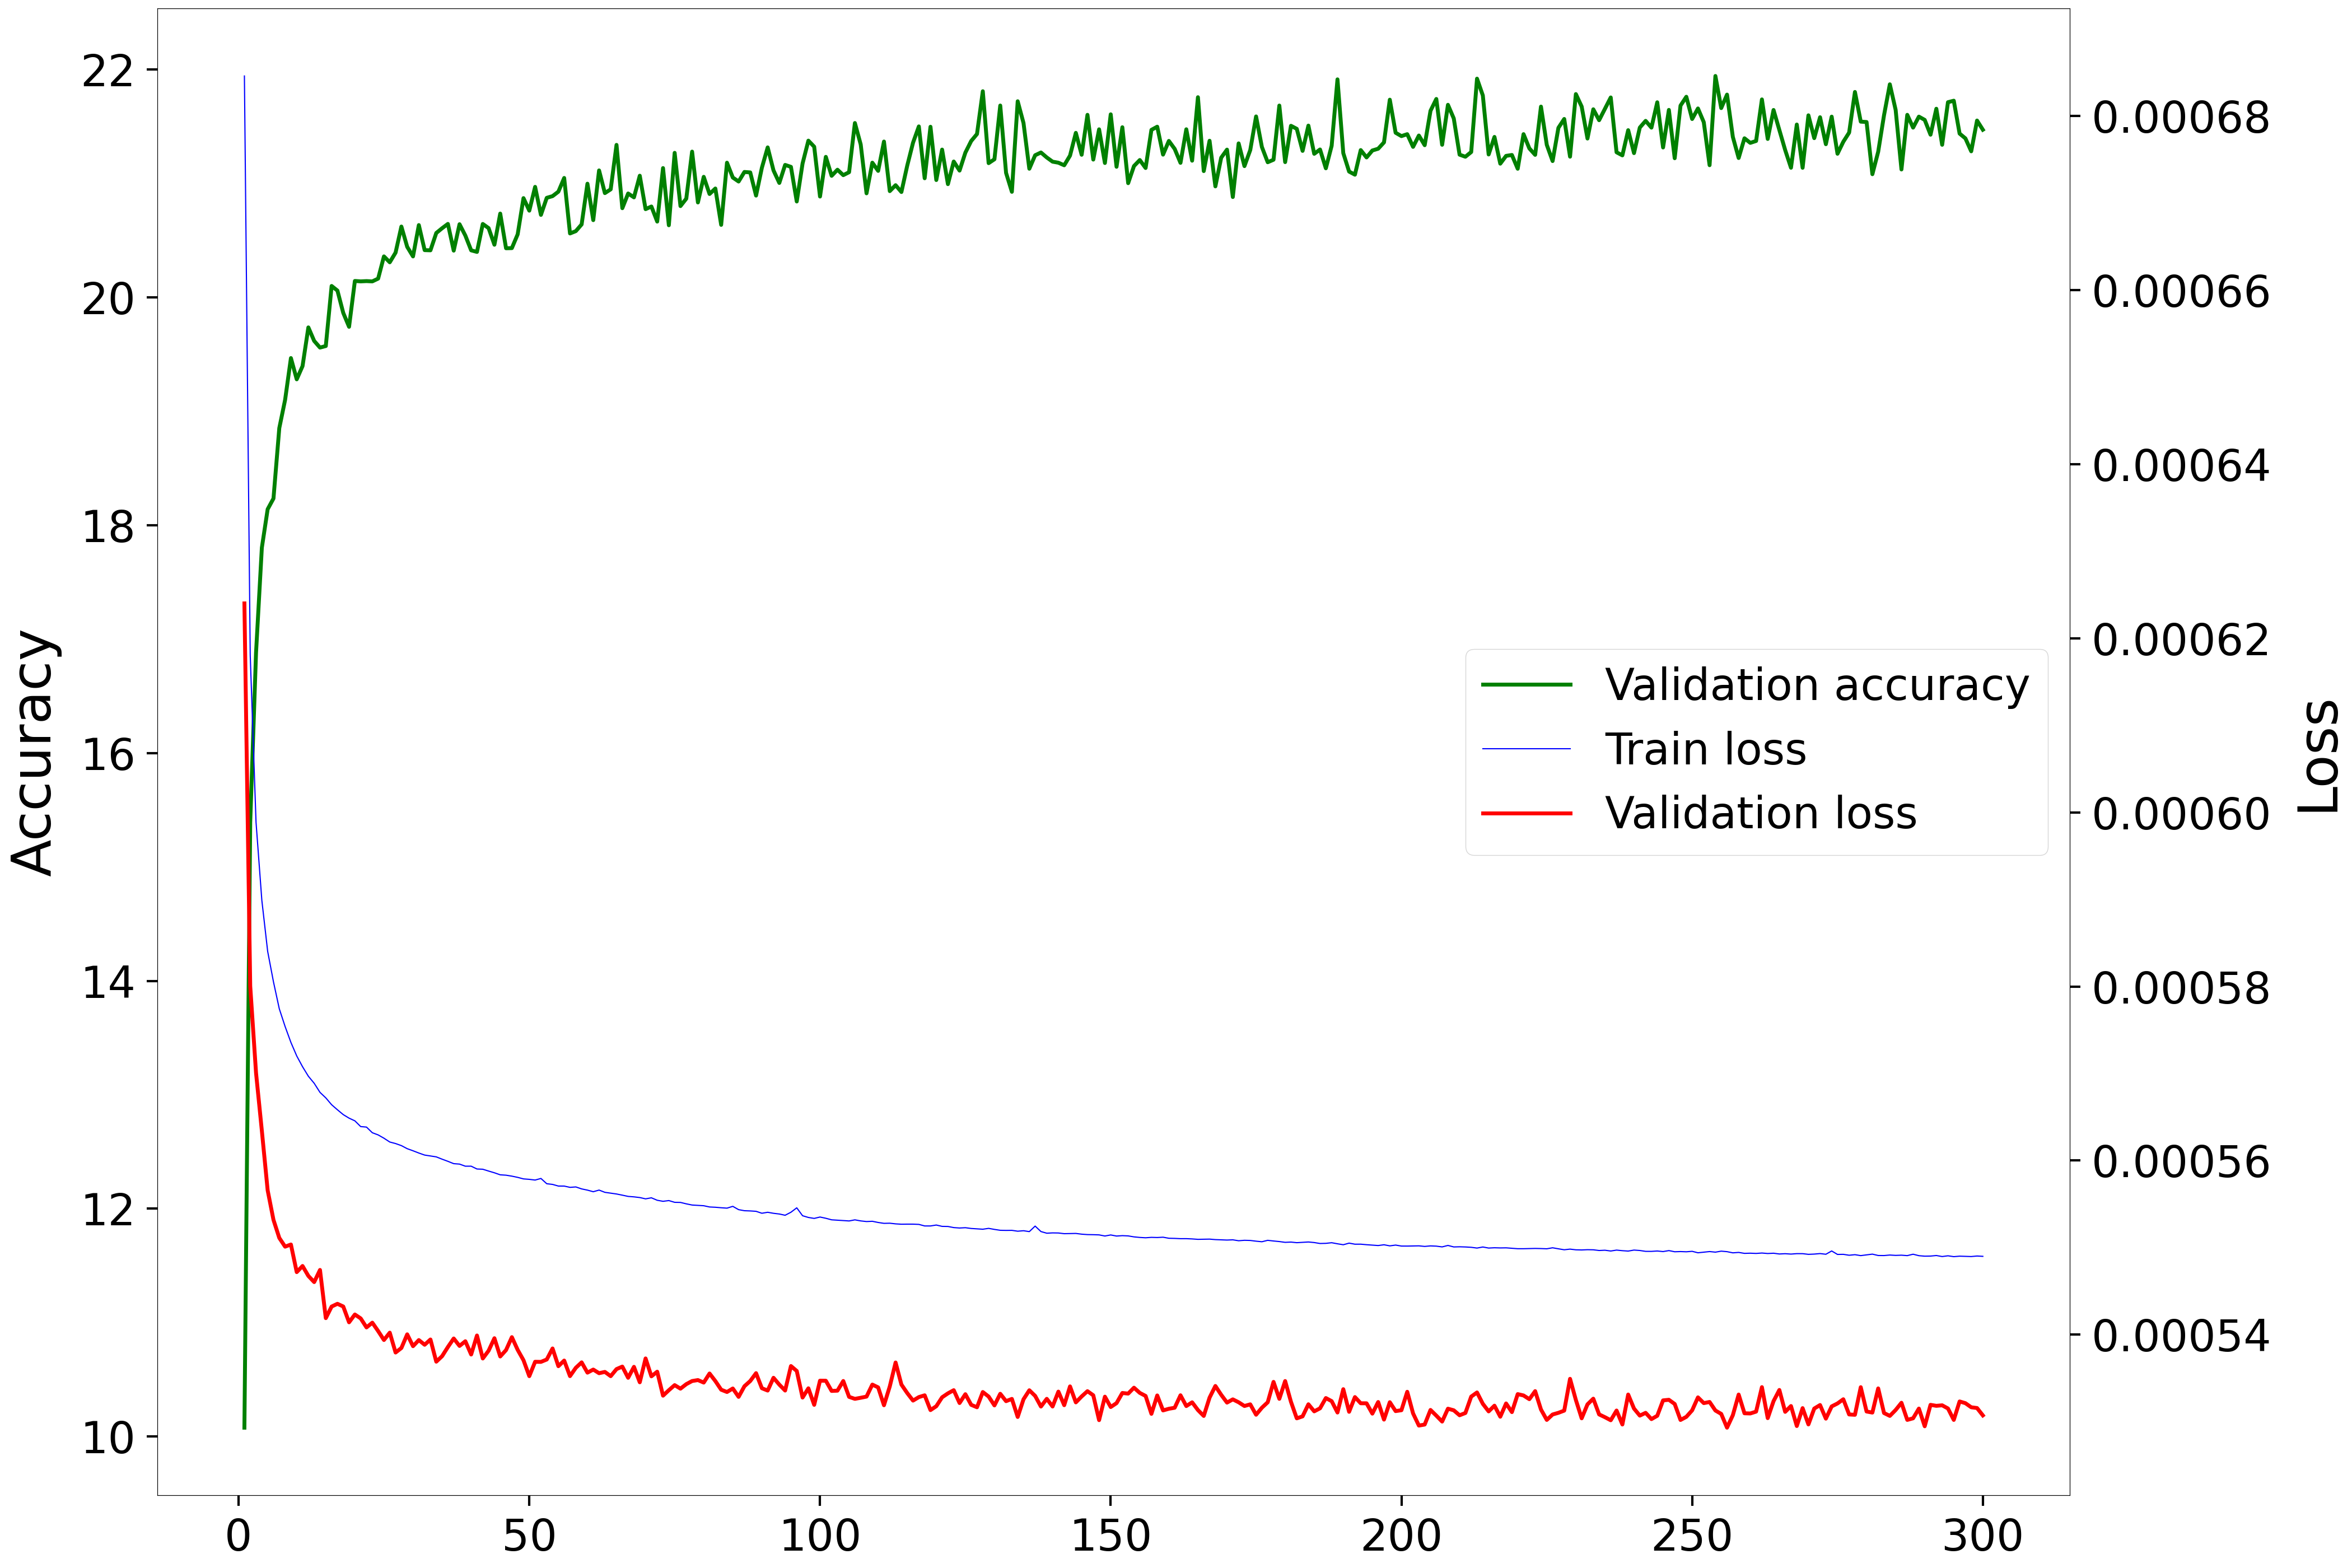 Accuracy
22
20
18
16
14
12
10
0 50 100 150 200 250 300
Validation accuracy
Train loss
Validation loss
0.00068
0.00066
0.00064
0.00062
0.00060
0.00058
0.00056
0.00054
Loss